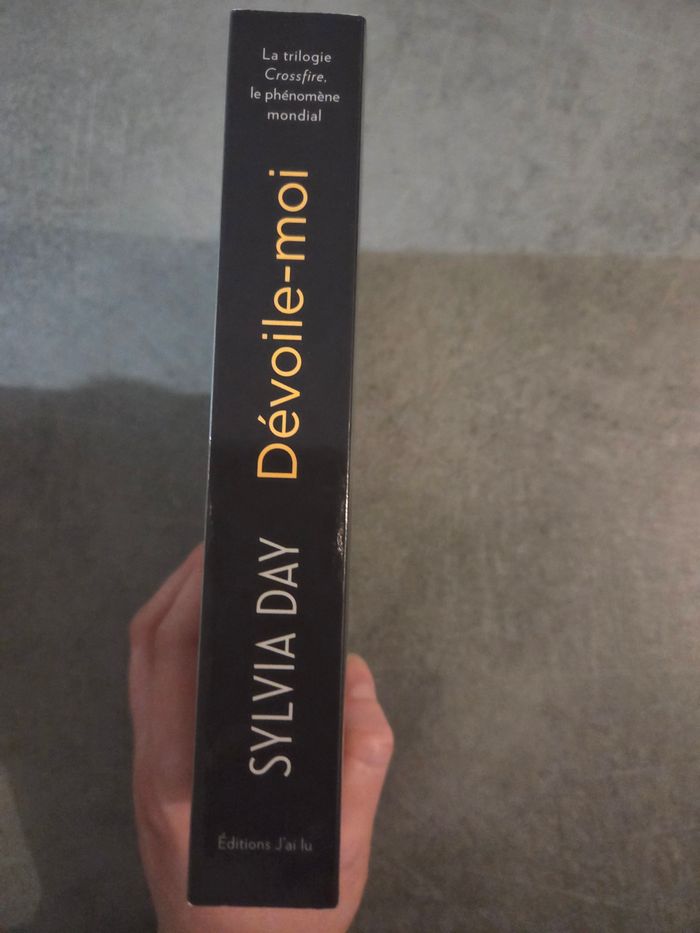 La trilogie
Crossfire,
le phénomène
mondial
SYLVIA DAY Dévoile-moi
Éditions J'ai lu